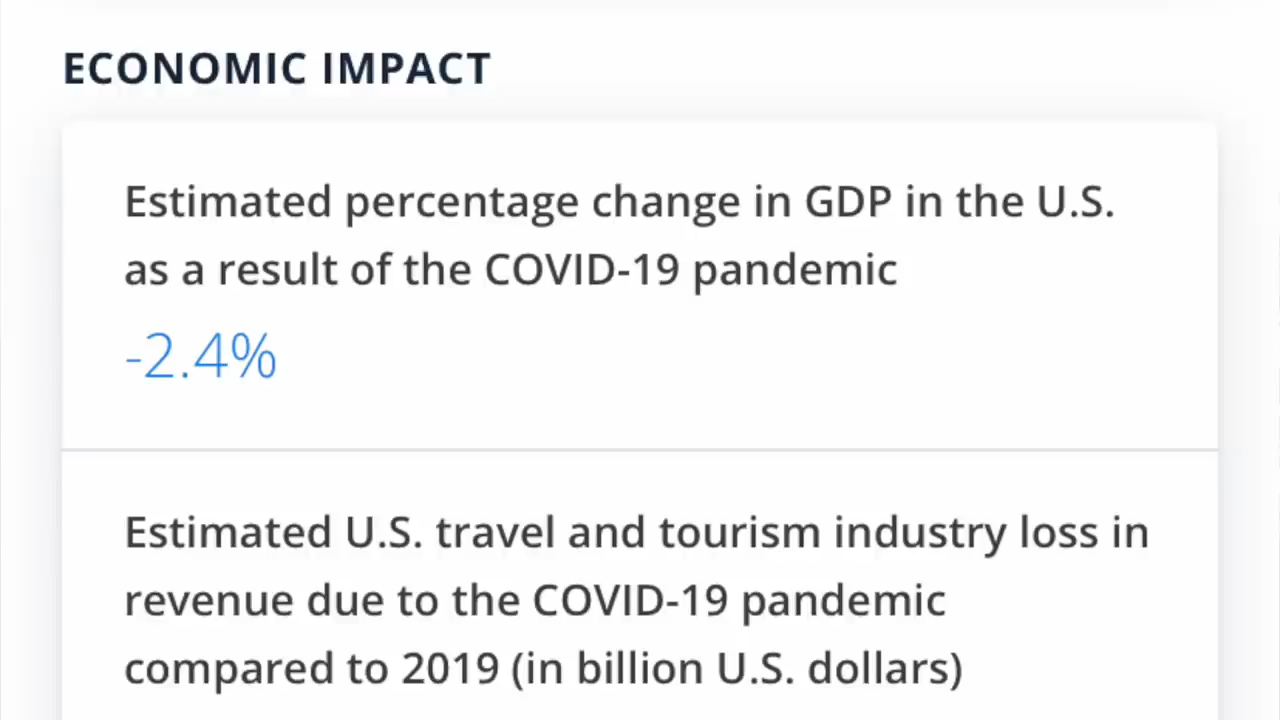 ECONOMIC IMPACT
Estimated percentage change in GDP in the U.S.
as a result of the COVID-19 pandemic
-2.4%
Estimated U.S. travel and tourism industry loss in
revenue due to the COVID-19 pandemic
compared to 2019 (in billion U.S. dollars)